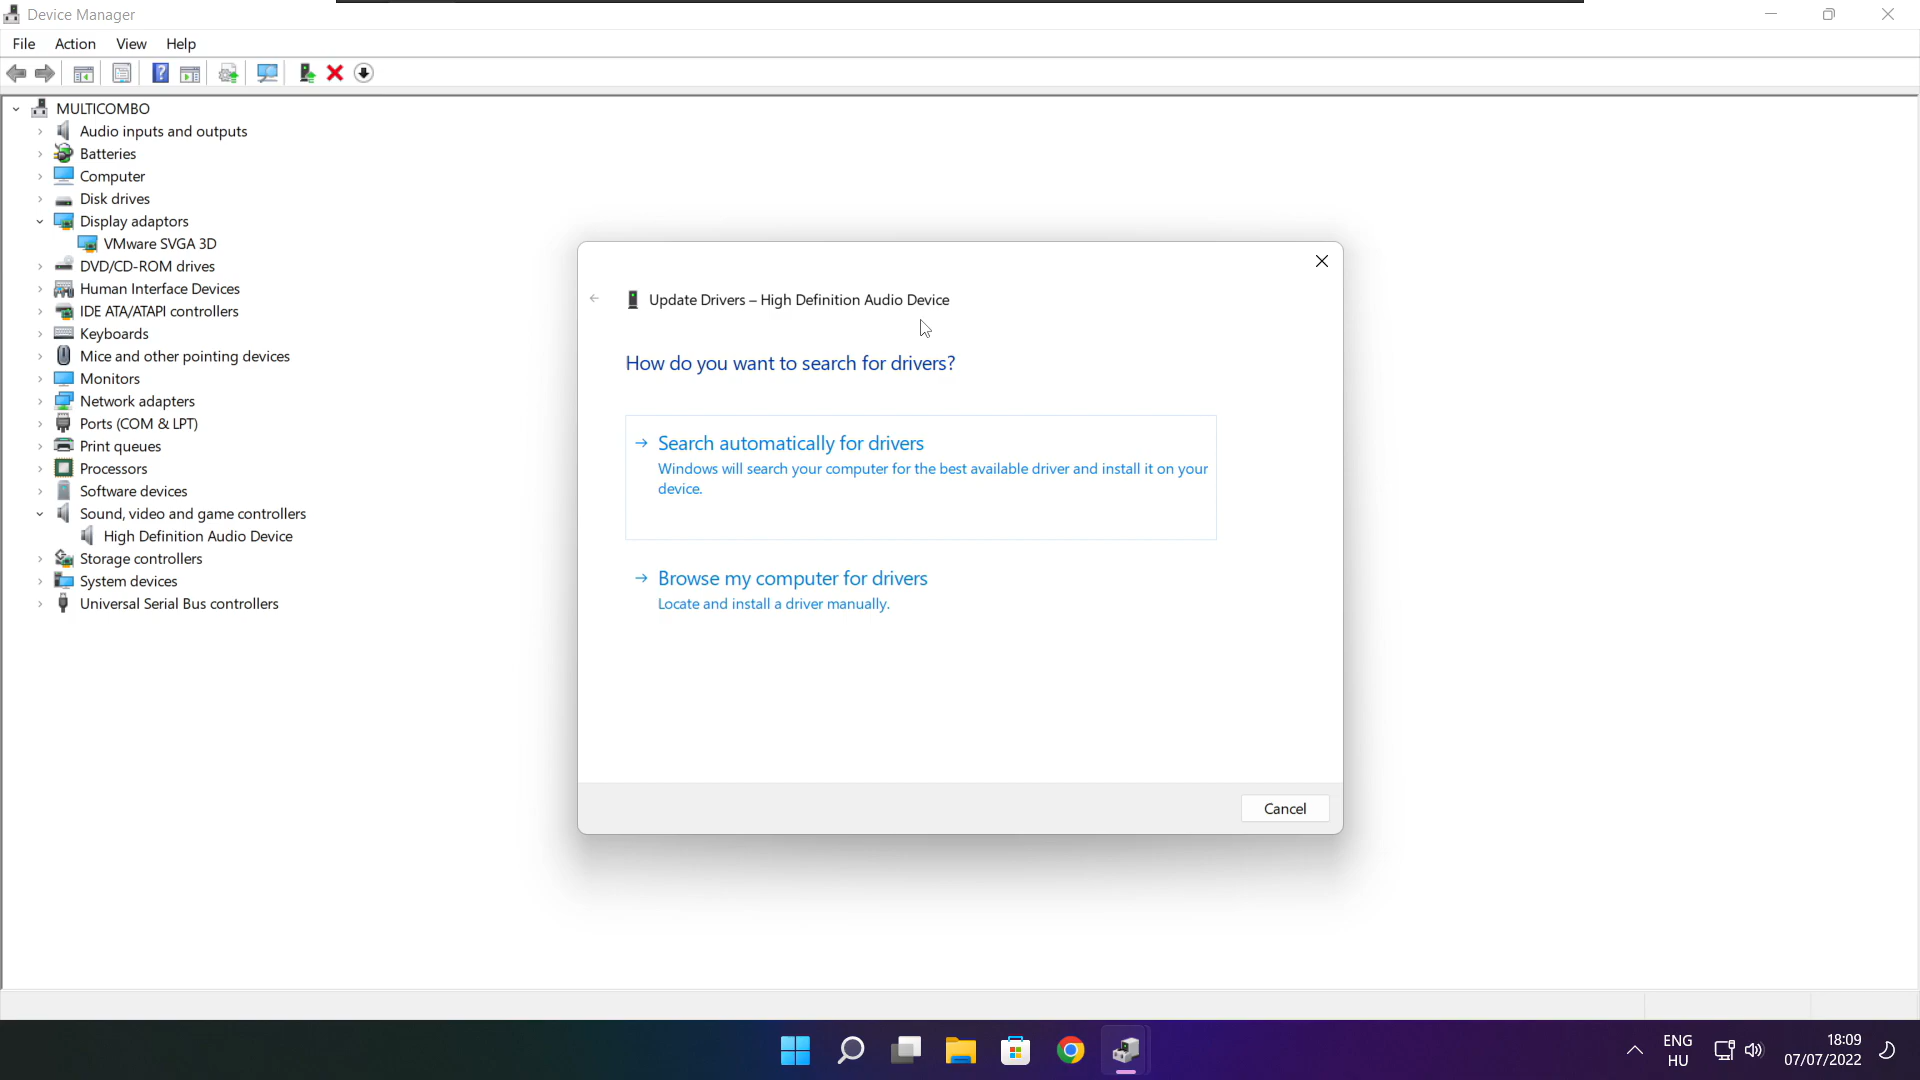 Device Manager
File Action View Help
MULTICOMBO
Audio inputs and outputs
Batteries
Computer
Disk drives
Display adaptors
VMware SVGA 3D
DVD/CD-ROM drives
Human Interface Devices
IDE ATA/ATAPI controllers
Keyboards
Mice and other pointing devices
Monitors
Network adapters
Ports (COM & LPT)
Print queues
Processors
Software devices
Sound, video and game controllers
High Definition Audio Device
Storage controllers
System devices
Universal Serial Bus controllers
Update Drivers – High Definition Audio Device
How do you want to search for drivers?
Search automatically for drivers
Windows will search your computer for the best available driver and install it on your
device.
Browse my computer for drivers
Locate and install a driver manually.
Cancel
ENG
HU
18:09
07/07/2022